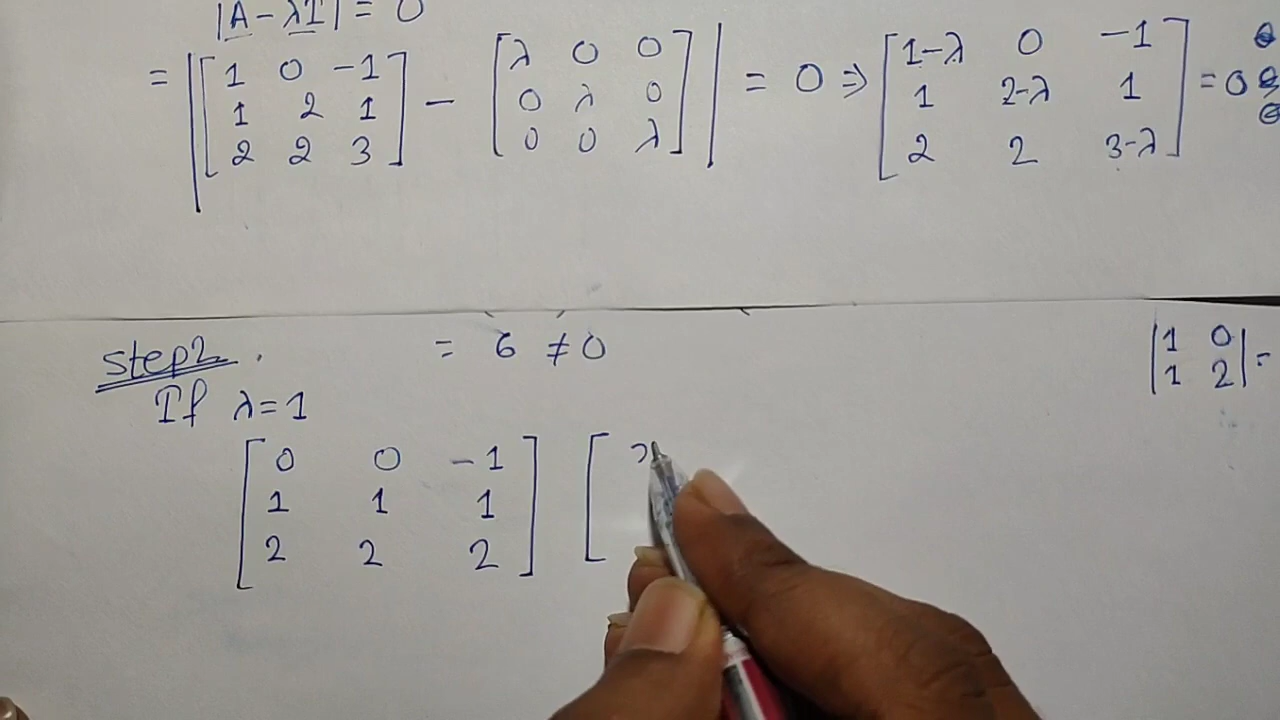 |A - λI| = 0
= |[1 0 -1 - [λ 0 0 | = 0 ⇒ [1-λ 0 -1
1 2 1 0 λ 0 1 2-λ 1 = 0
2 2 3] 0 0 λ] 2 2 3-λ]
Step2. = 6 ≠ 0
|1 0
1 2| =
If λ=1
[0 0 -1 [
1 1 1
2 2 2]